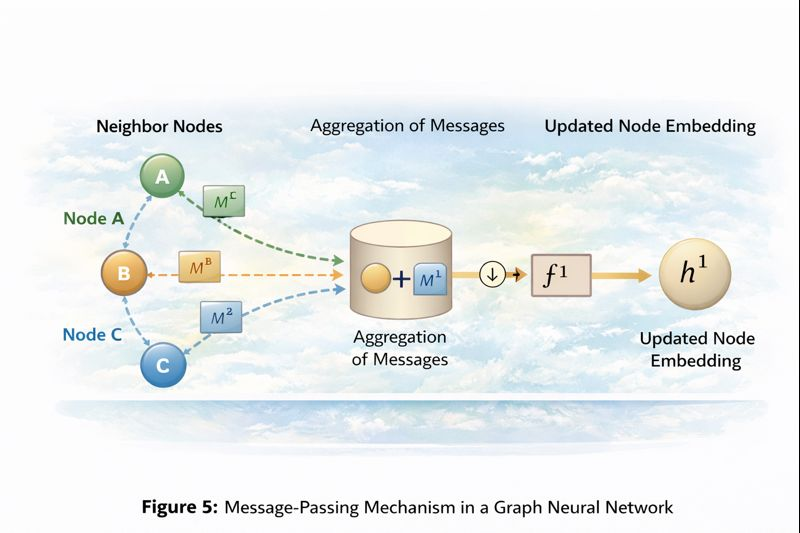 Neighbor Nodes
Aggregation of Messages
Updated Node Embedding
A
M^C
Node A
B
M^B
M^1
↓
f^1
h^1
M^2
Node C
C
Aggregation
of Messages
Updated Node
Embedding
Figure 5: Message-Passing Mechanism in a Graph Neural Network